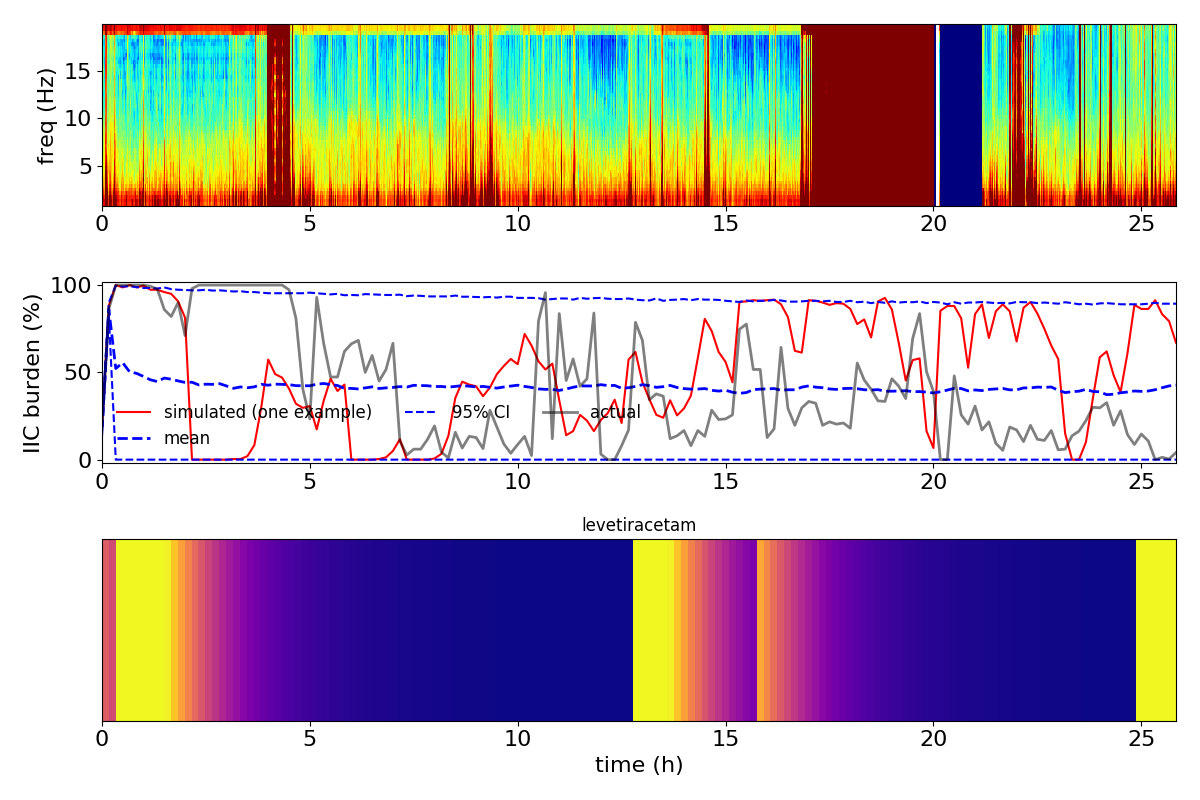 freq (Hz)
15
10
5
0 5 10 15 20 25
IIC burden (%)
100
50
0
simulated (one example) 95% CI actual
mean
0 5 10 15 20 25
levetiracetam
0 5 10 15 20 25
time (h)